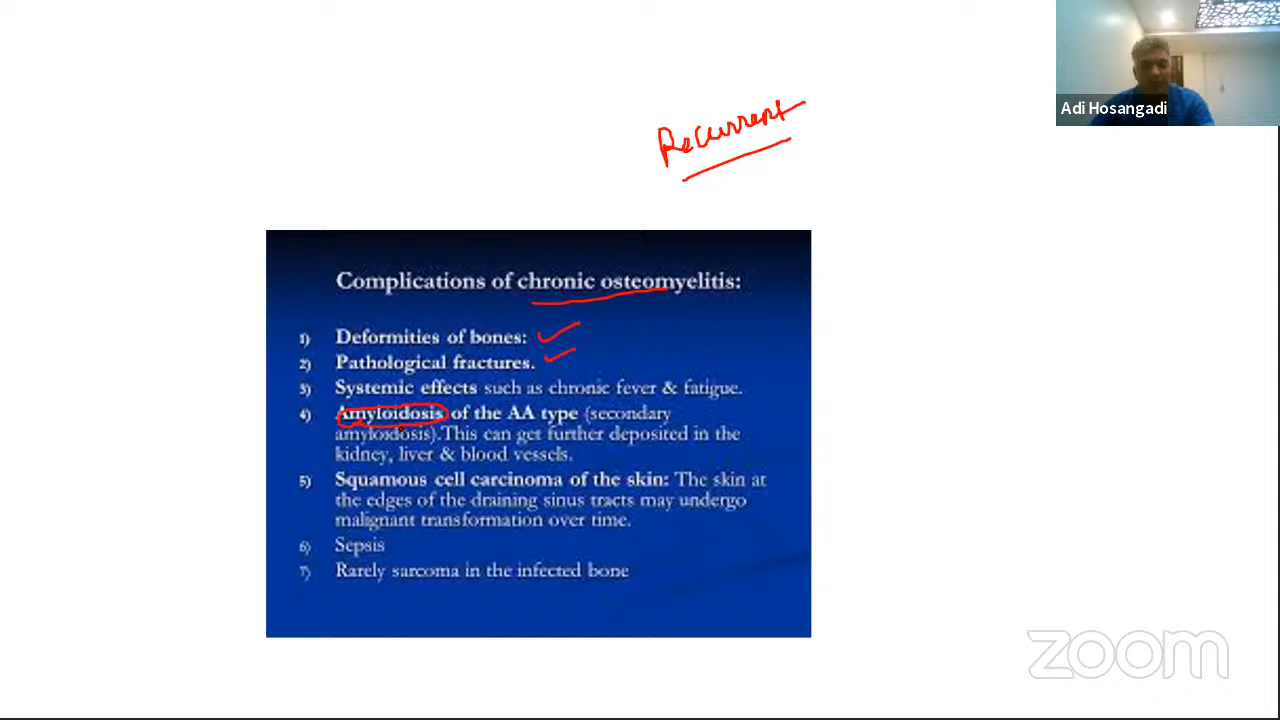 Adi Hosangadi
Recurrent
Complications of chronic osteomyelitis:
1) Deformities of bones:
2) Pathological fractures.
3) Systemic effects such as chronic fever & fatigue.
4) Amyloidosis of the AA type (secondary
amyloidosis).This can get further deposited in the
kidney, liver & blood vessels.
5) Squamous cell carcinoma of the skin: The skin at
the edges of the draining sinus tracts may undergo
malignant transformation over time.
6) Sepsis
7) Rarely sarcoma in the infected bone
zoom